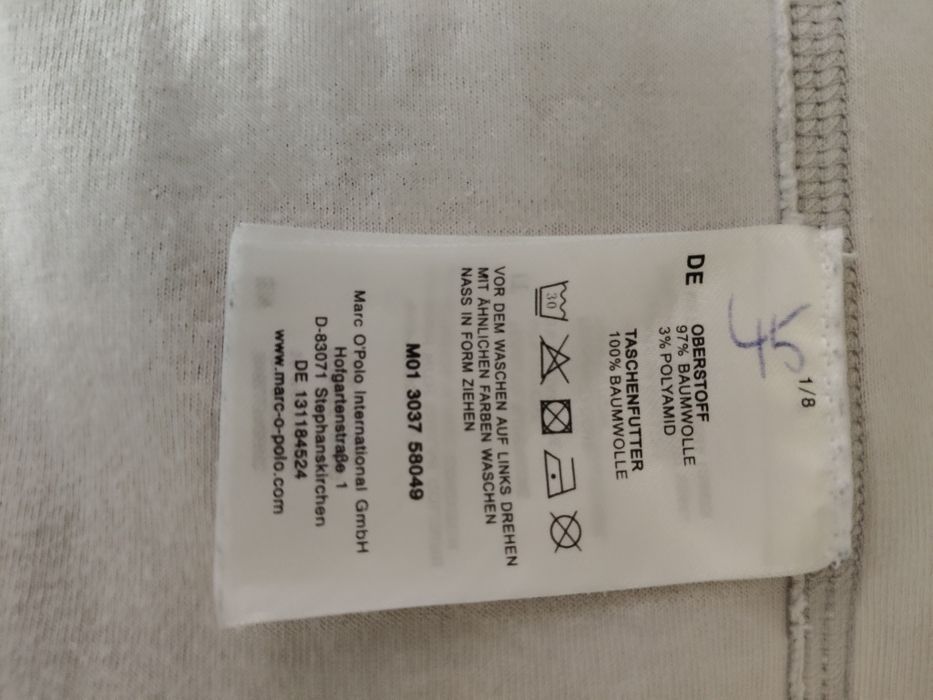 1/8
DE
OBERSTOFF
97% BAUMWOLLE
3% POLYAMID
TASCHENFUTTER
100% BAUMWOLLE
30
VOR DEM WASCHEN AUF LINKS DREHEN
MIT ÄHNLICHEN FARBEN WASCHEN
NASS IN FORM ZIEHEN
M01 3037 58049
Marc O'Polo International GmbH
Hofgartenstraße 1
D-83071 Stephanskirchen
DE 131184524
www.marc-o-polo.com